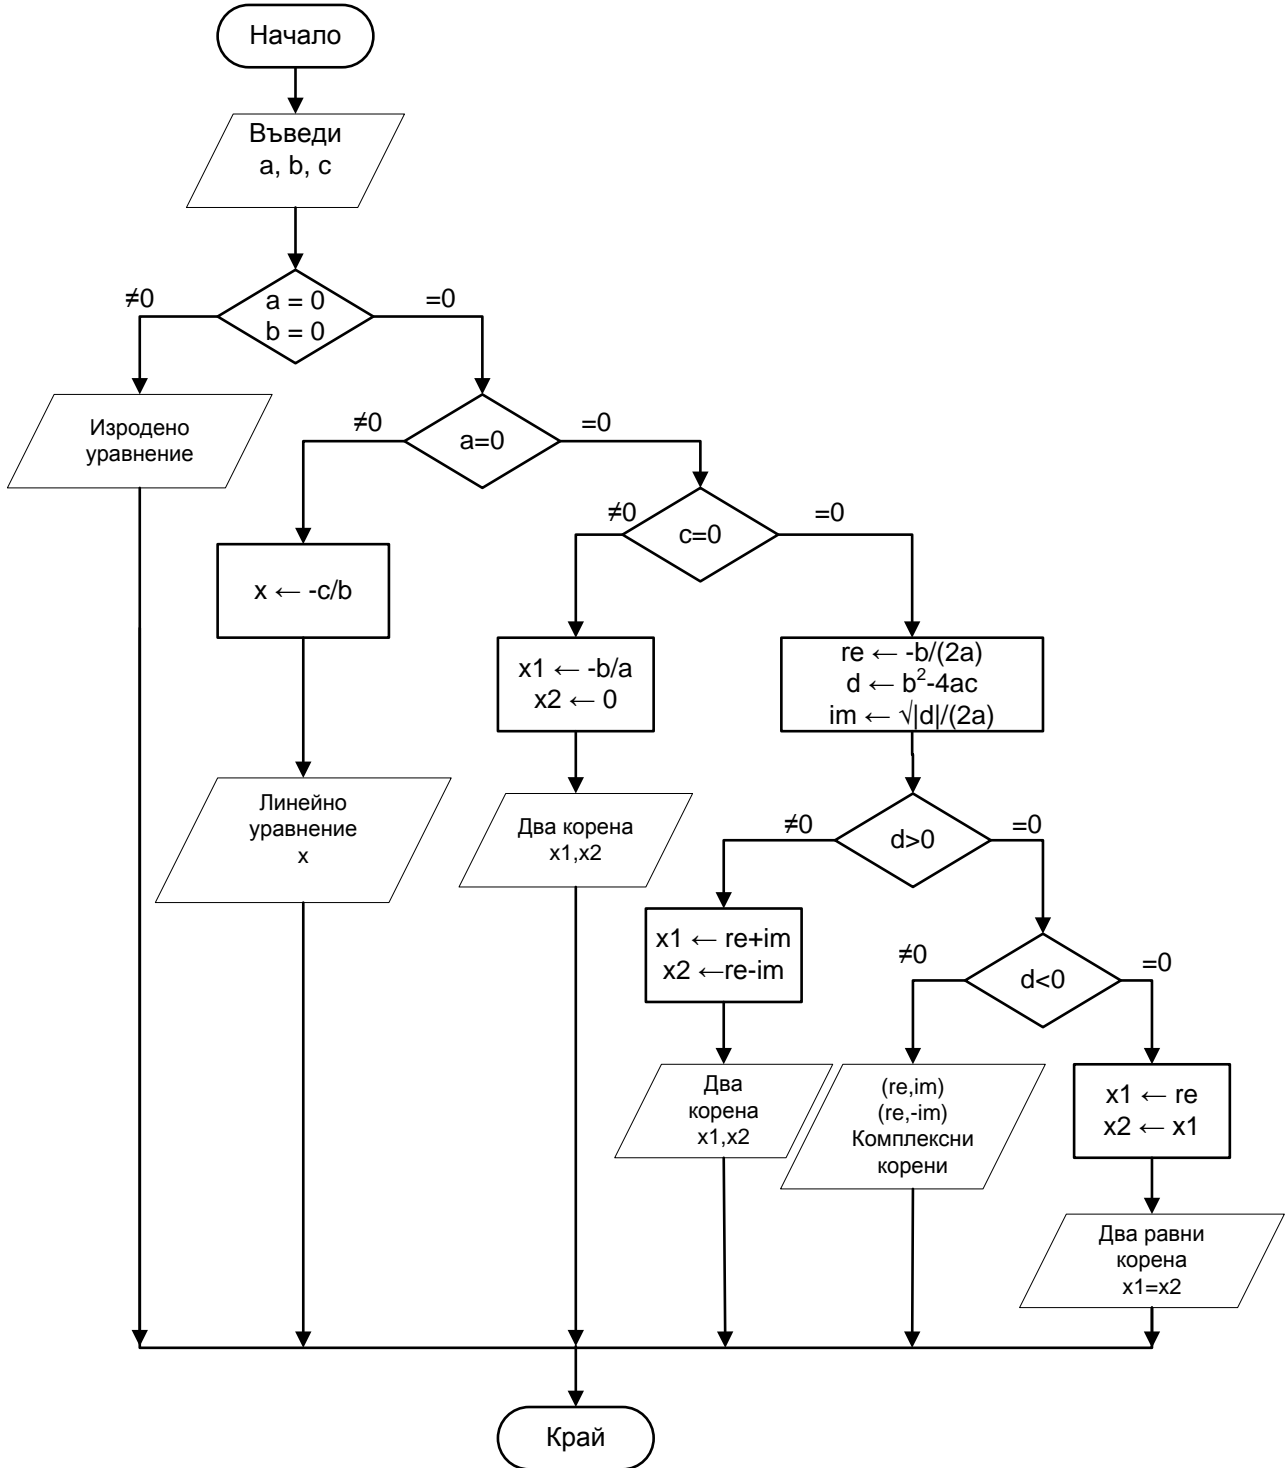 Начало
Въведи
a, b, c
≠0
a = 0
b = 0
=0
Изродено
уравнение
≠0
a=0
=0
≠0
c=0
=0
x ← -c/b
x1 ← -b/a
x2 ← 0
re ← -b/(2a)
d ← b²-4ac
im ← √|d|/(2a)
Линейно
уравнение
x
Два корена
x1,x2
≠0
d>0
=0
x1 ← re+im
x2 ←re-im
≠0
d<0
=0
Два
корена
x1,x2
(re,im)
(re,-im)
Комплексни
корени
x1 ← re
x2 ← x1
Два равни
корена
x1=x2
Край